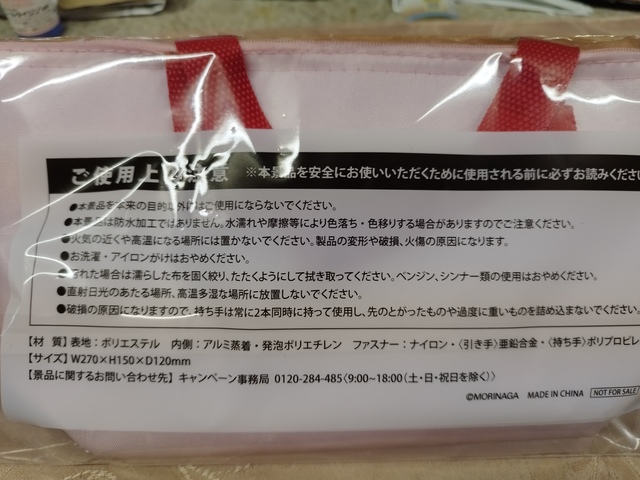 ご使用上 意 ※本景品を安全にお使いいただくために使用される前に必ずお読みくださ
●本景品を本来の目的以外にはご使用にならないでください。
●本景品は防水加工ではありません。水濡れや摩擦等により色落ち・色移りする場合がありますのでご注意ください。
●火気の近くや高温になる場所には置かないでください。製品の変形や破損、火傷の原因になります。
●お洗濯・アイロンがけはおやめください。
れた場合は濡らした布を固く絞り、たたくようにして拭き取ってください。ベンジン、シンナー類の使用はおやめください。
●直射日光のあたる場所、高温多湿な場所に放置しないでください。
●破損の原因になりますので、持ち手は常に2本同時に持って使用し、先のとがったものや過度に重いものを詰め込まないでください。
【材 質】表地:ポリエステル 内側:アルミ蒸着・発泡ポリエチレン ファスナー:ナイロン・〈引き手〉亜鉛合金・〈持ち手〉ポリプロピレ
【サイズ】W270×H150×D120mm
【景品に関するお問い合わせ先】キャンペーン事務局 0120-284-485〈9:00~18:00(土・日・祝日を除く)〉
©MORINAGA MADE IN CHINA NOT FOR SALE